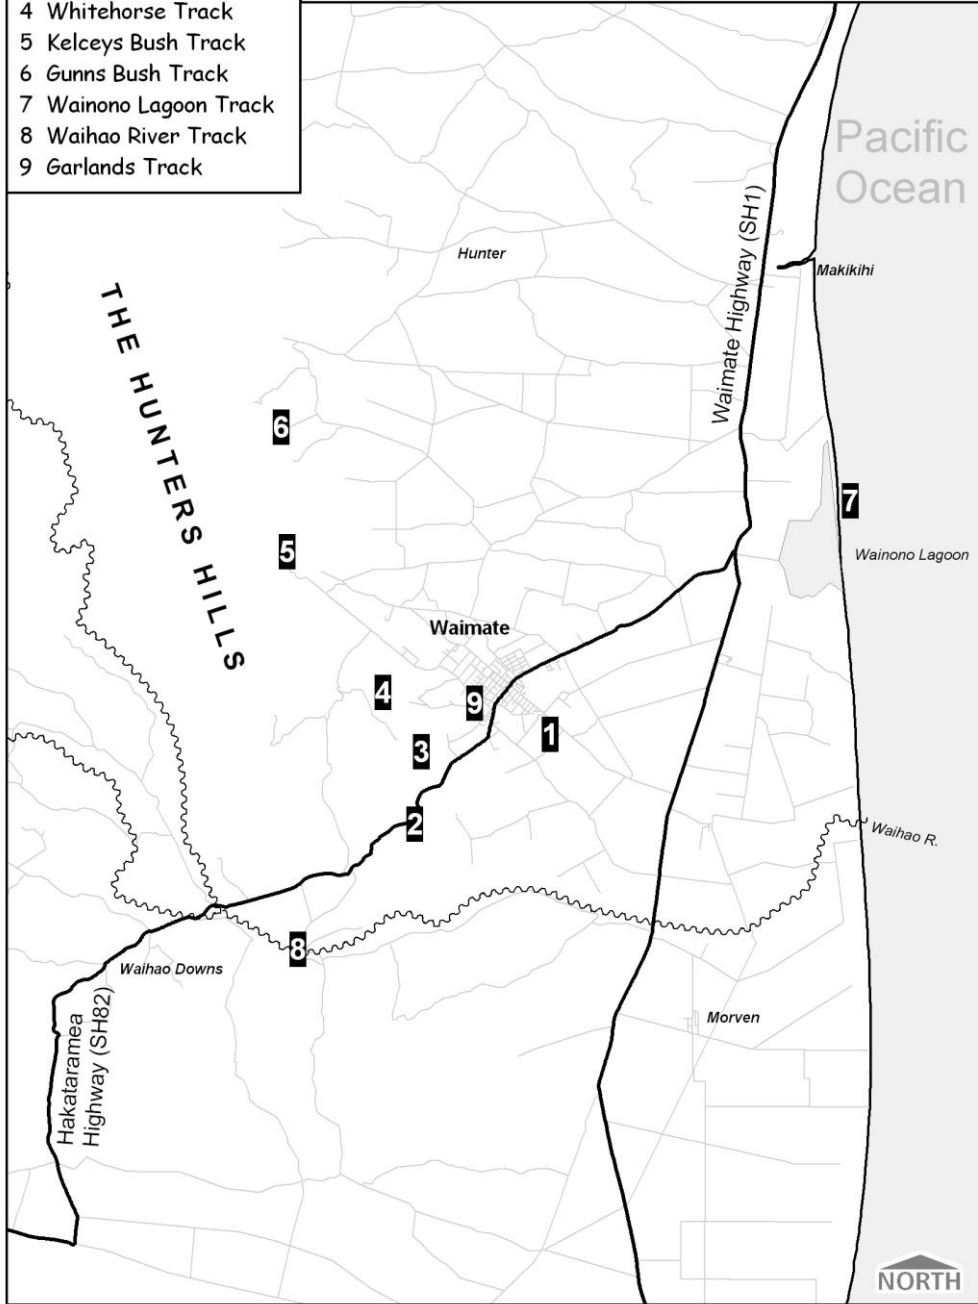 4 Whitehorse Track
5 Kelceys Bush Track
6 Gunns Bush Track
7 Wainono Lagoon Track
8 Waihao River Track
9 Garlands Track
Pacific
Ocean
Waimate Highway (SH1)
Hunter
Makikihi
THE HUNTERS HILLS
6
7
5
Wainono Lagoon
Waimate
4
9
3
1
2
Waihao R.
8
Waihao Downs
Hakataramea
Highway (SH82)
Morven
NORTH